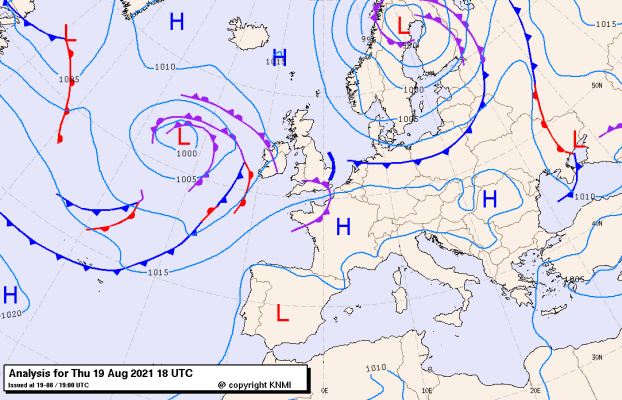 H
L
1015
H
L
1005
1010
1015
995
1000
50N
1005
L
1000
L
1005
1010
H
H
40N
1015
H
1005
1020
L
30N
1010
Analysis for Thu 19 Aug 2021 18 UTC
Issued at 19-08 / 19:00 UTC
@ copyright KNMI
0E
10E
20E